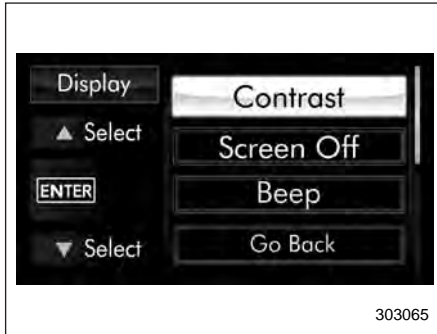 Display
Contrast
▲ Select
Screen Off
ENTER
Beep
▼ Select
Go Back
303065